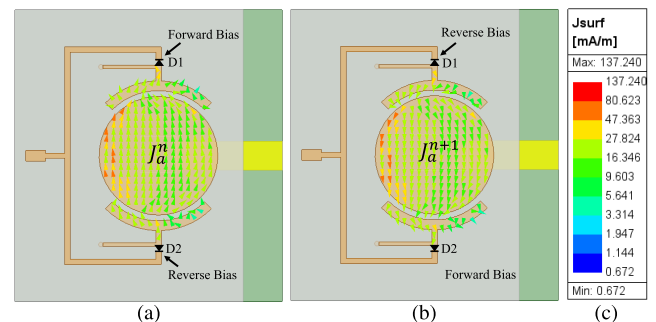 Forward Bias
D1
J_a^n
D2
Reverse Bias
(a)
Reverse Bias
D1
J_a^{n+1}
D2
Forward Bias
(b)
Jsurf
[mA/m]
Max: 137.240
137.240
80.623
47.363
27.824
16.346
9.603
5.641
3.314
1.947
1.144
0.672
Min: 0.672
(c)